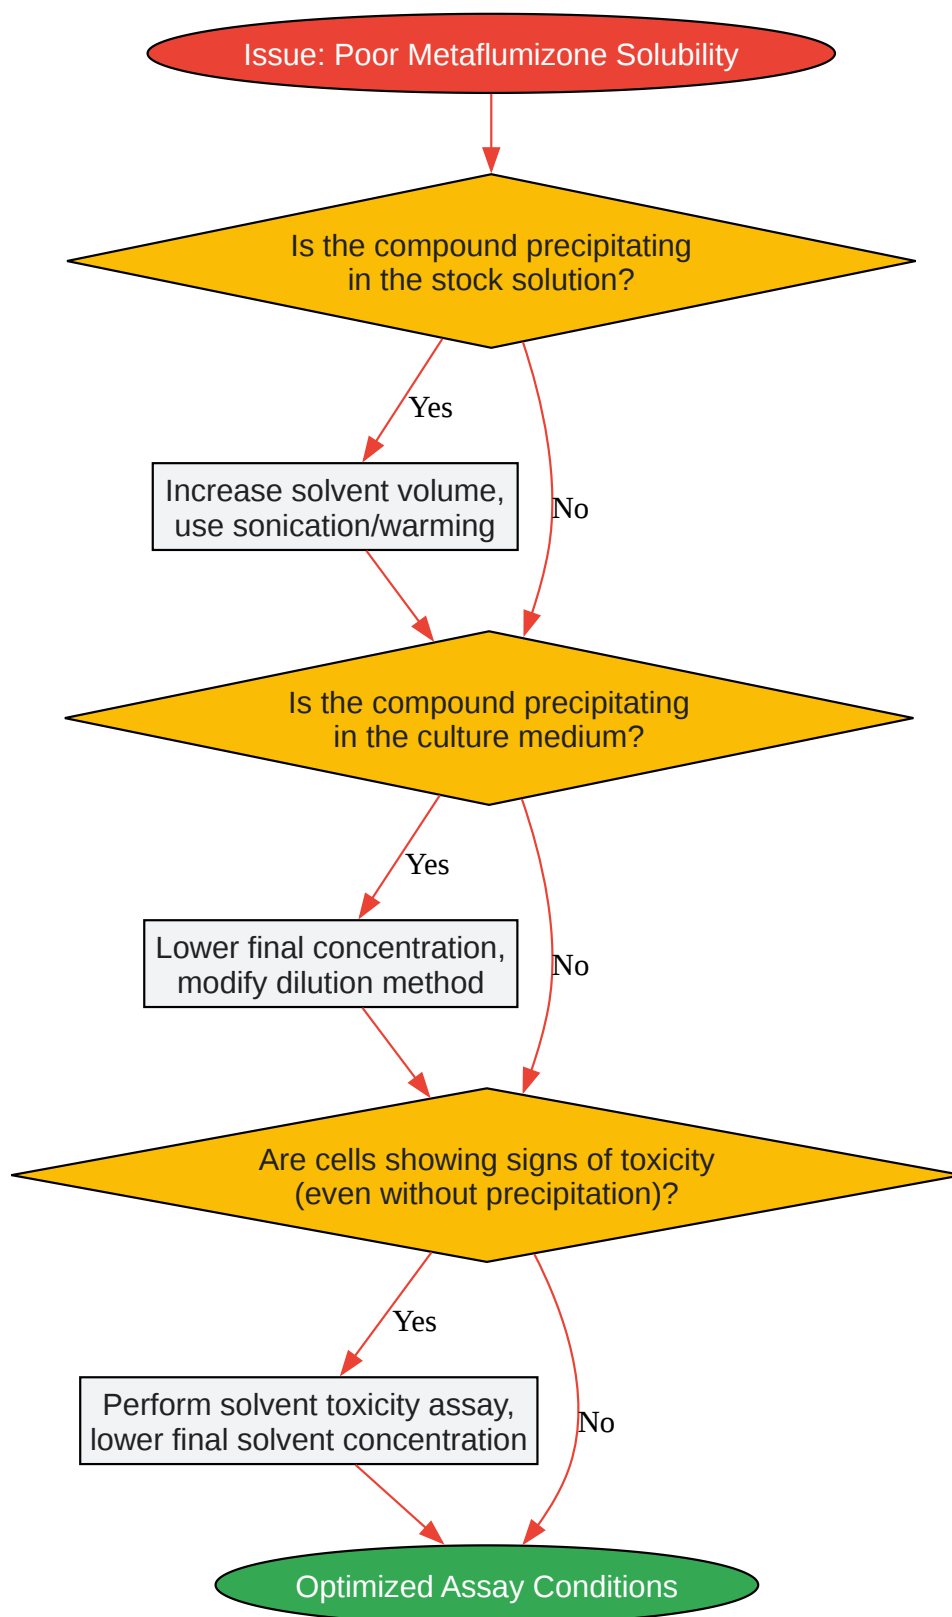 Issue: Poor Metaflumizone Solubility
Is the compound precipitating
in the stock solution?
Yes
Increase solvent volume,
use sonication/warming
No
Is the compound precipitating
in the culture medium?
Yes
Lower final concentration,
modify dilution method
No
Are cells showing signs of toxicity
(even without precipitation)?
Yes
Perform solvent toxicity assay,
lower final solvent concentration
No
Optimized Assay Conditions